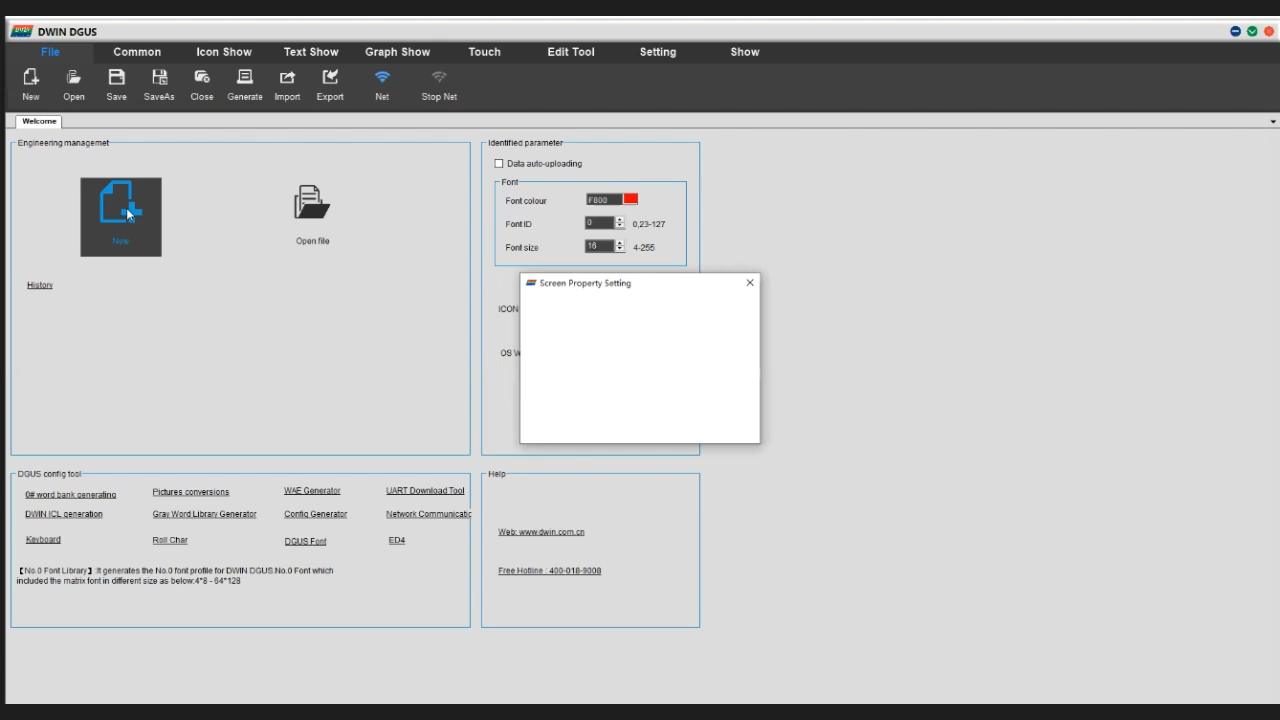 DWIN DGUS
File Common Icon Show Text Show Graph Show Touch Edit Tool Setting Show
New Open Save SaveAs Close Generate Import Export Net Stop Net
Welcome
Engineering managemet
New
Open file
History
Identified parameter
Data auto-uploading
Font
Font colour F800
Font ID 0 0,23-127
Font size 16 4-255
ICON
OS
Screen Property Setting
DGUS config tool
0# word bank generating Pictures conversions WAE Generator UART Download Tool
DWIN ICL generation Gray Word Library Generator Config Generator Network Communicatic
Keyboard Roll Char DGUS Font ED4
【No.0 Font Library】:It generates the No.0 font profile for DWIN DGUS.No.0 Font which
included the matrix font in different size as below:4*8 - 64*128
Help
Web: www.dwin.com.cn
Free Hotline : 400-018-9008